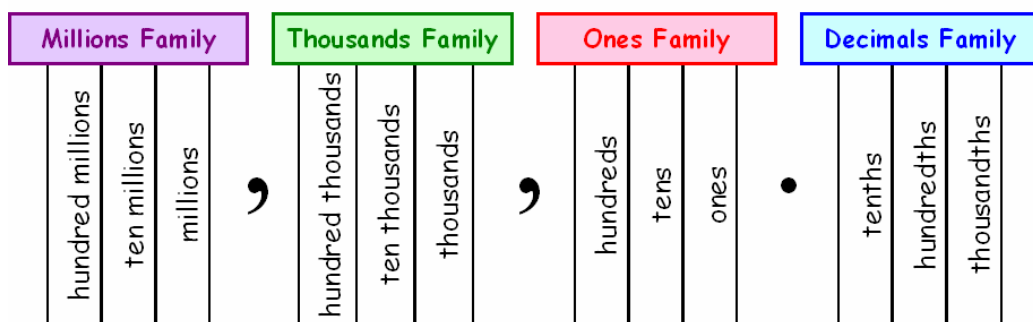 Millions Family Thousands Family Ones Family Decimals Family
hundred millions
ten millions
millions
,
hundred thousands
ten thousands
thousands
,
hundreds
tens
ones
.
tenths
hundredths
thousandths